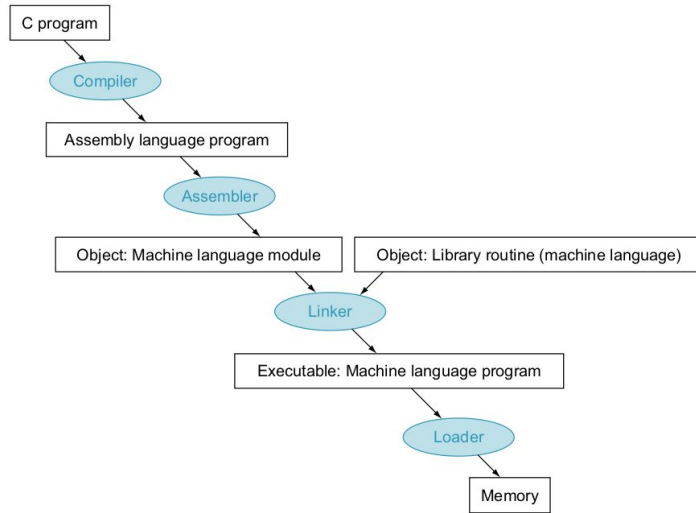 C program
Compiler
Assembly language program
Assembler
Object: Machine language module
Object: Library routine (machine language)
Linker
Executable: Machine language program
Loader
Memory